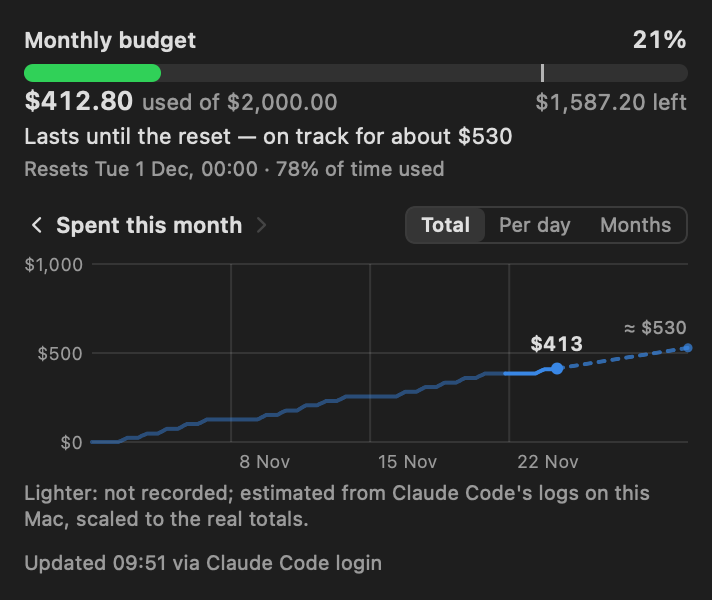 Monthly budget 21%
$412.80 used of $2,000.00 $1,587.20 left
Lasts until the reset — on track for about $530
Resets Tue 1 Dec, 00:00 · 78% of time used
Spent this month Total Per day Months
$1,000
≈ $530
$413
$500
$0
8 Nov 15 Nov 22 Nov
Lighter: not recorded; estimated from Claude Code's logs on this
Mac, scaled to the real totals.
Updated 09:51 via Claude Code login